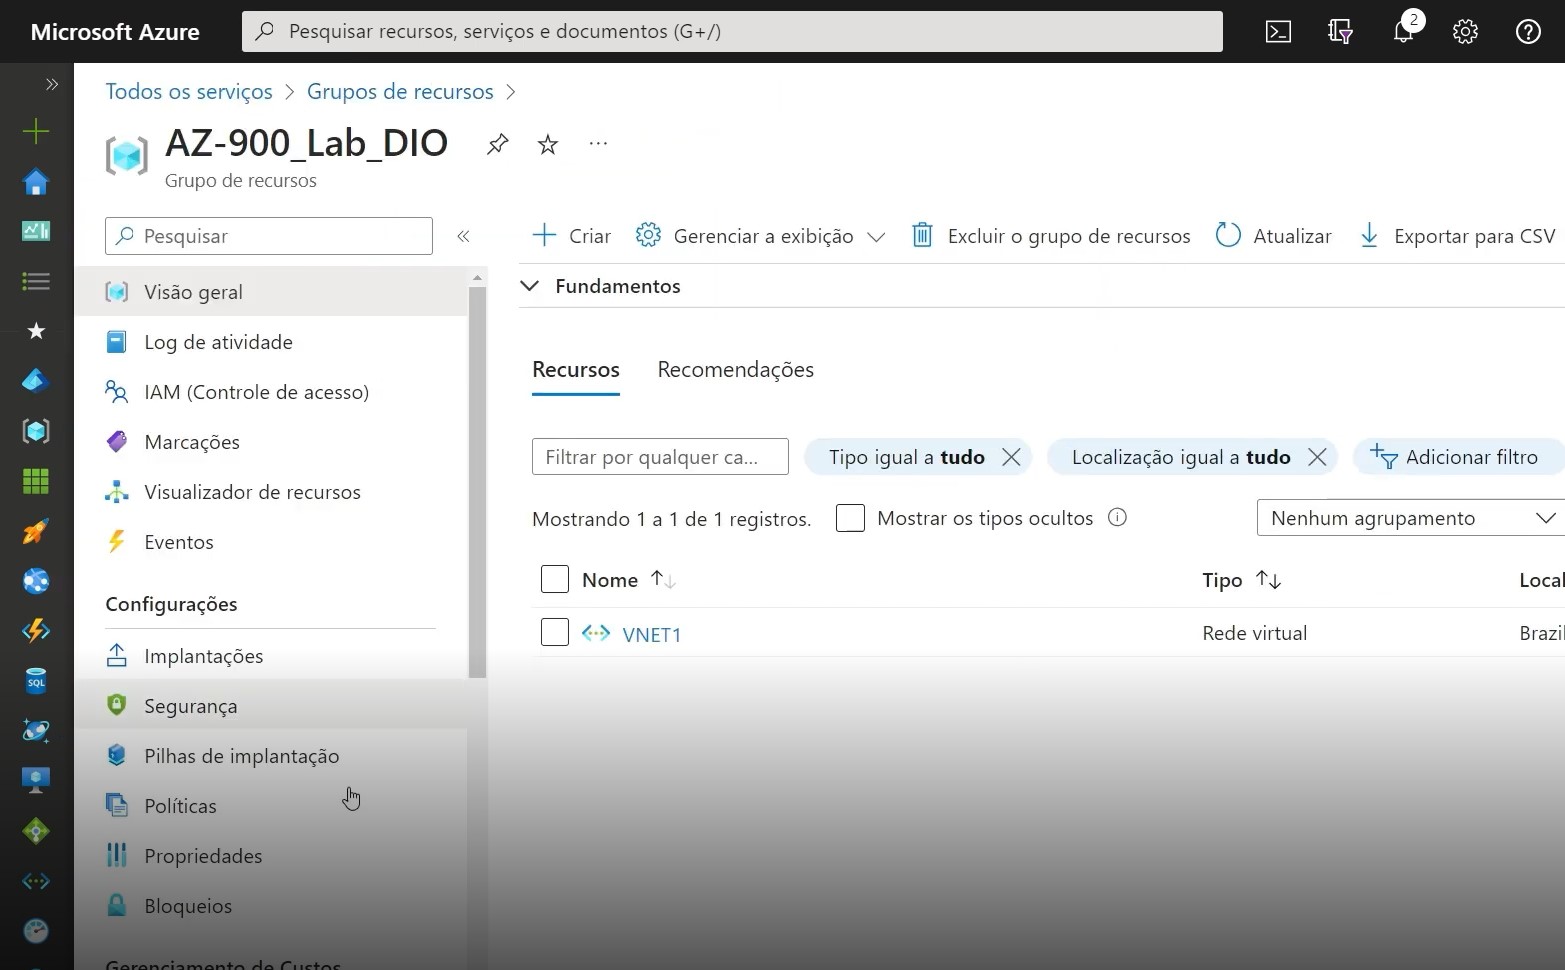 Microsoft Azure
Pesquisar recursos, serviços e documentos (G+/)
2
Todos os serviços > Grupos de recursos >
AZ-900_Lab_DIO
Grupo de recursos
Pesquisar
Criar
Gerenciar a exibição
Excluir o grupo de recursos
Atualizar
Exportar para CSV
Visão geral
Log de atividade
IAM (Controle de acesso)
Marcações
Visualizador de recursos
Eventos
Configurações
Implantações
Segurança
Pilhas de implantação
Políticas
Propriedades
Bloqueios
Gerenciamento de Custos
Fundamentos
Recursos
Recomendações
Filtrar por qualquer ca...
Tipo igual a tudo
Localização igual a tudo
Adicionar filtro
Mostrando 1 a 1 de 1 registros.
Mostrar os tipos ocultos
Nenhum agrupamento
Nome
Tipo
Local
VNET1
Rede virtual
Brazil
SQL